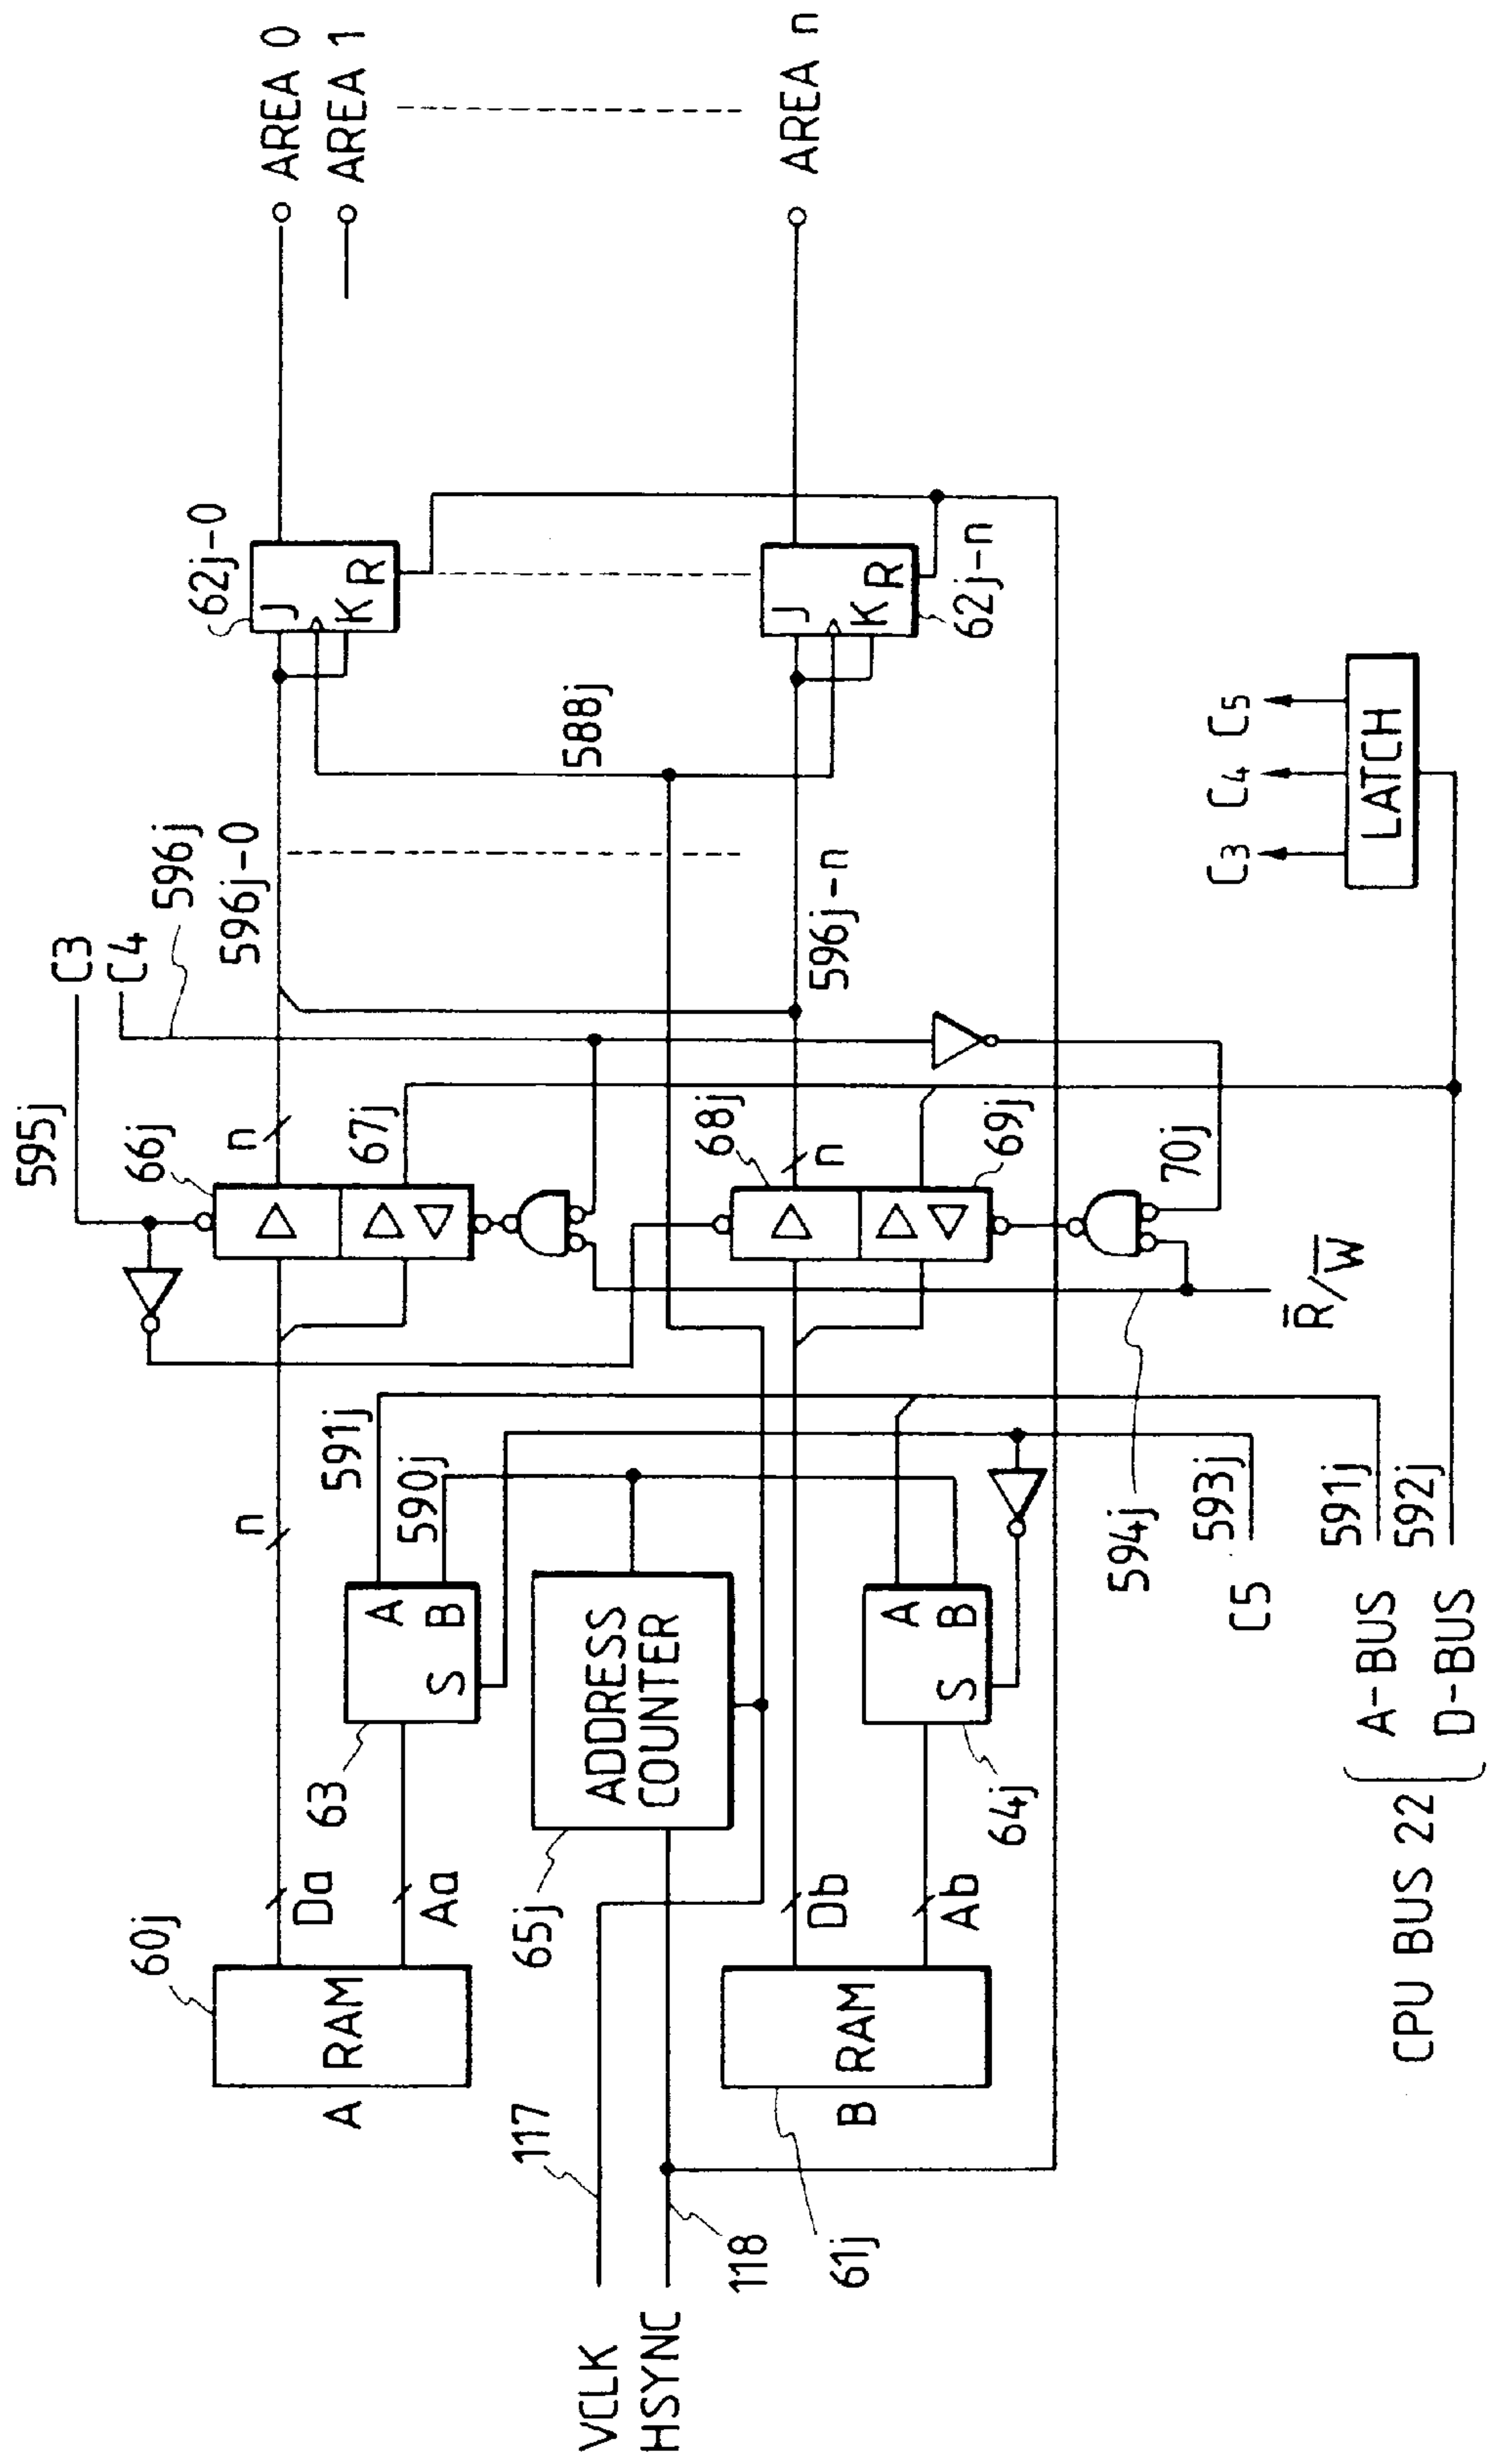 595j
C3
C4
596j
66j
n
596j-0
62j-0
J
K
R
AREA 0
AREA 1
67j
n
60j
Da
A
RAM
Aa
63
A
B
S
591j
590j
588j
117
VCLK
HSYNC
118
65j
ADDRESS
COUNTER
68j
n
596j-n
J
K
R
62j-n
AREA n
69j
70j
Db
B
RAM
Ab
61j
A
B
S
64j
594j
R̅/W̅
C5
593j
C3
C4
C5
LATCH
CPU BUS 22
A-BUS
591j
D-BUS
592j